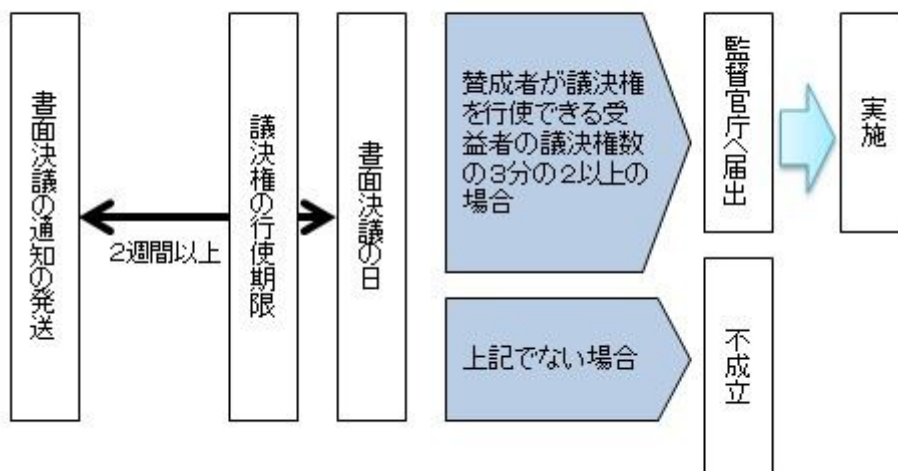 書面決議の通知の発送
2週間以上
議決権の行使期限
書面決議の日
賛成者が議決権
を行使できる受
益者の議決権数
の3分の2以上の
場合
監督官庁へ届出
実施
上記でない場合
不成立